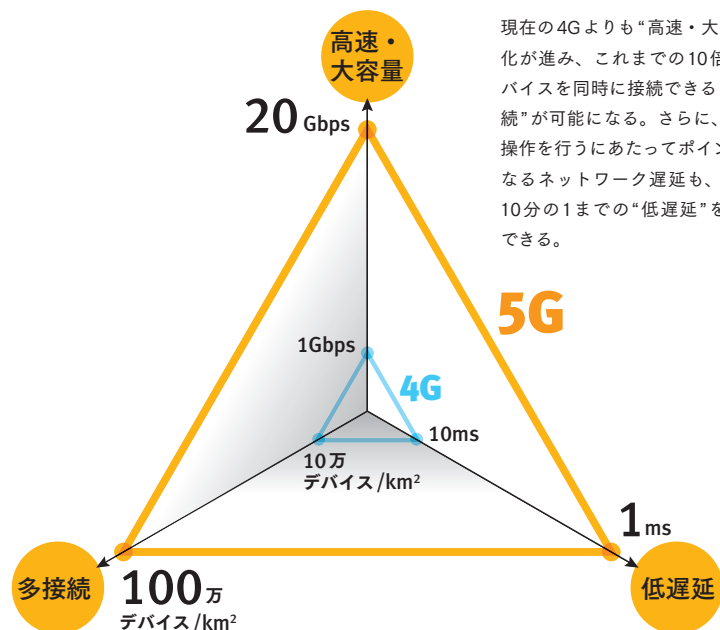 高速・
大容量
20 Gbps
現在の4Gよりも“高速・大
化が進み、これまでの10倍
バイスを同時に接続できる
続”が可能になる。さらに、
操作を行うにあたってポイン
なるネットワーク遅延も、
10分の1までの“低遅延”を
できる。
5G
1Gbps
4G
10ms
10万
デバイス/km²
1 ms
多接続
100万
デバイス/km²
低遅延